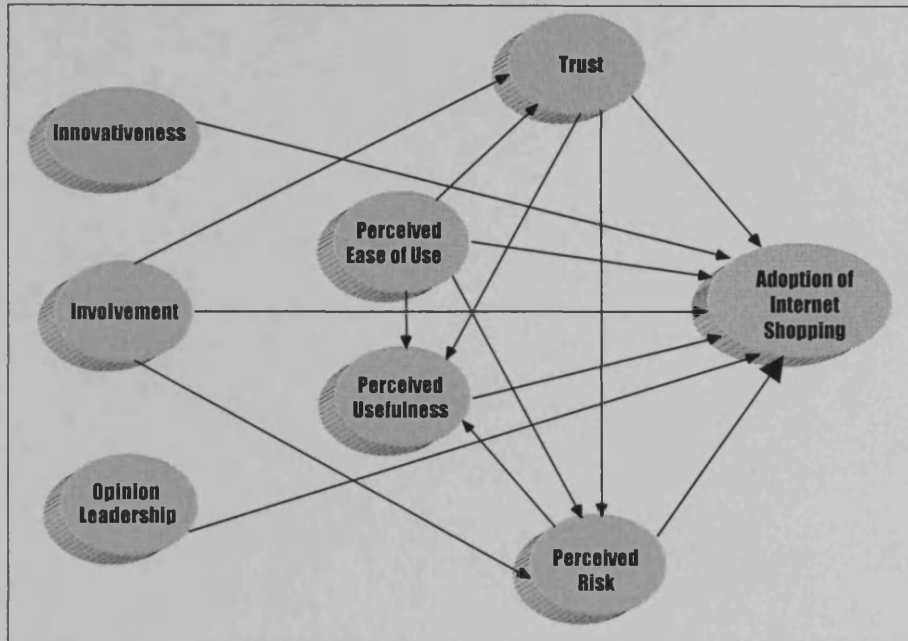 Trust
Innovativeness
Perceived
Ease of Use
Adoption of
Internet
Shopping
Involvement
Perceived
Usefulness
Opinion
Leadership
Perceived
Risk